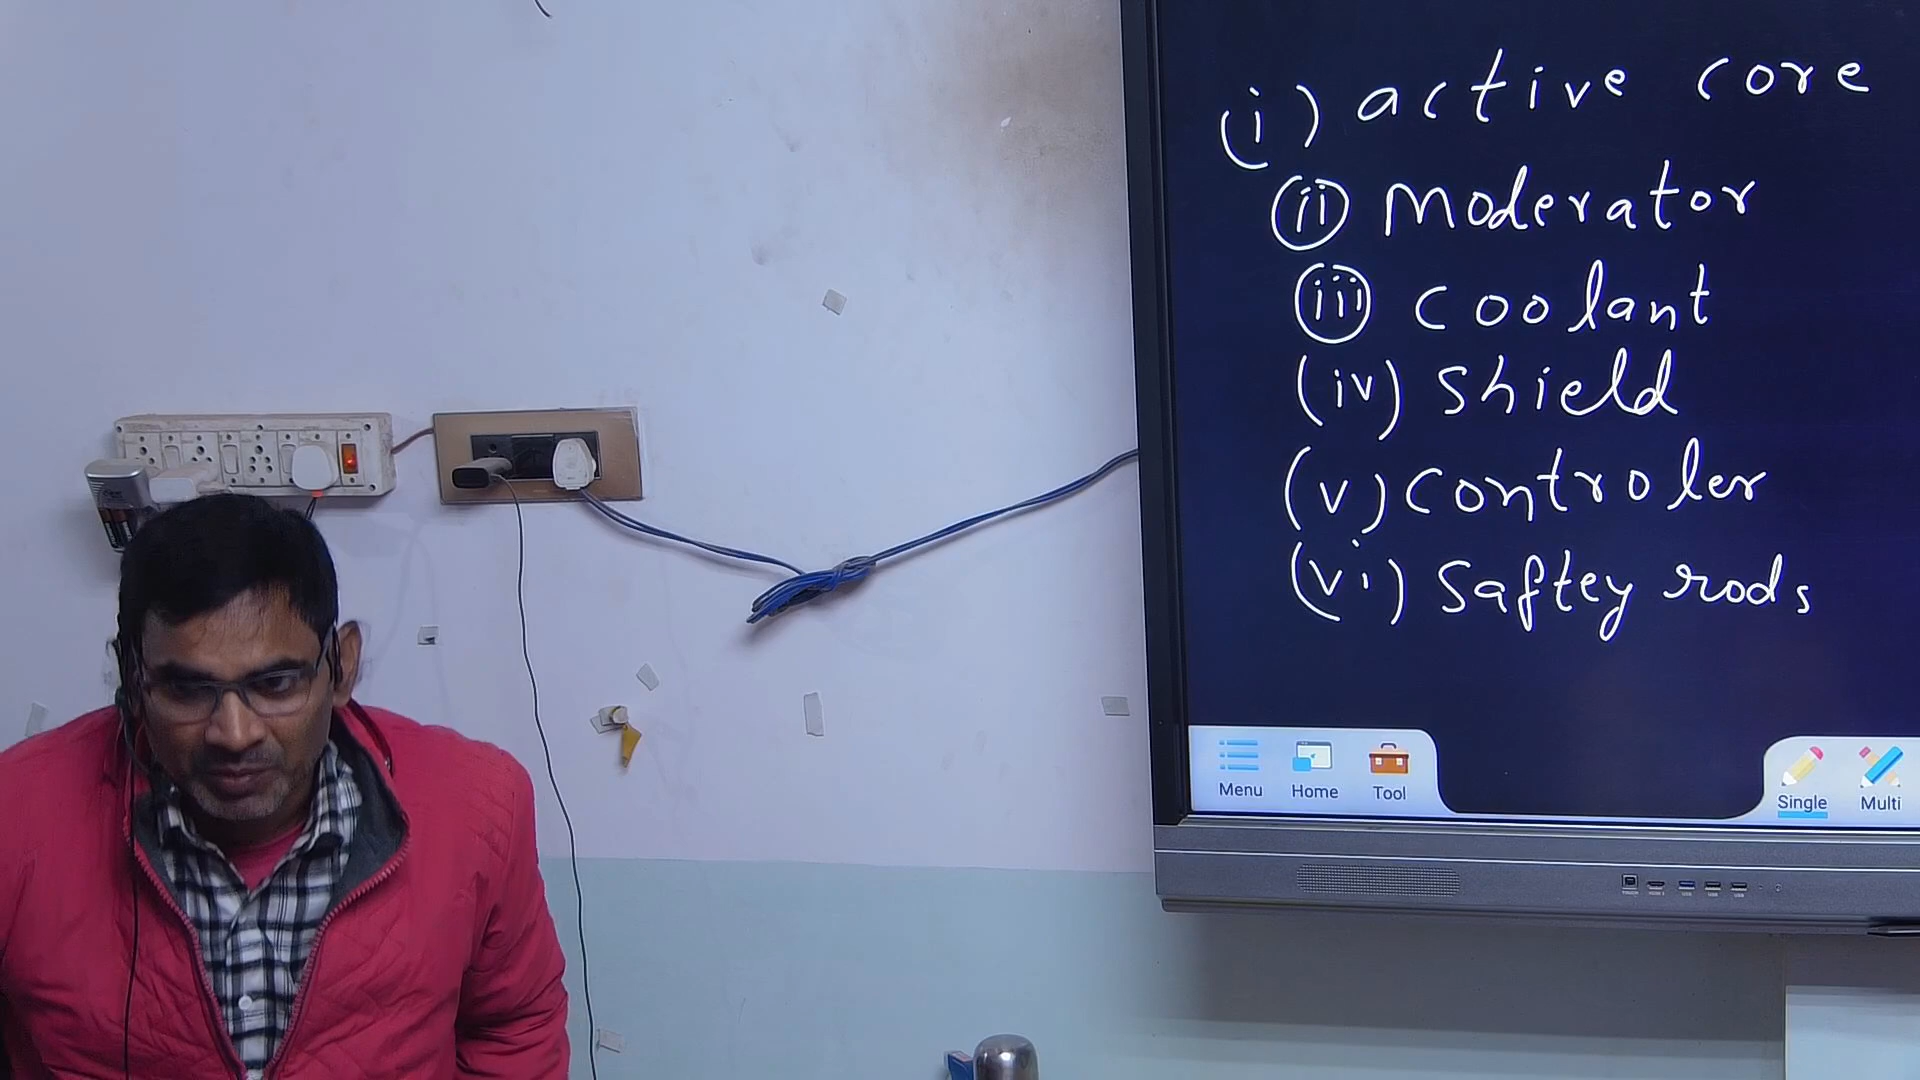 (i) active core
(ii) Moderator
(iii) coolant
(iv) Shield
(v) Controler
(vi) Saftey rods
Menu Home Tool Single Multi